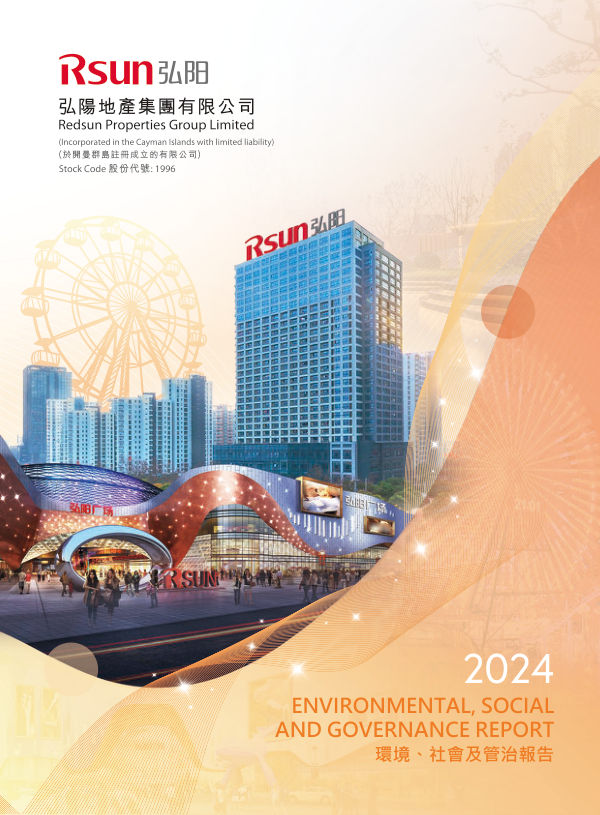 Rsun 弘阳
弘陽地產集團有限公司
Redsun Properties Group Limited
(Incorporated in the Cayman Islands with limited liability)
(於開曼群島註冊成立的有限公司)
Stock Code 股份代號: 1996
Rsun 弘阳
弘阳广场
RSUN
2024
ENVIRONMENTAL, SOCIAL
AND GOVERNANCE REPORT
環境、社會及管治報告